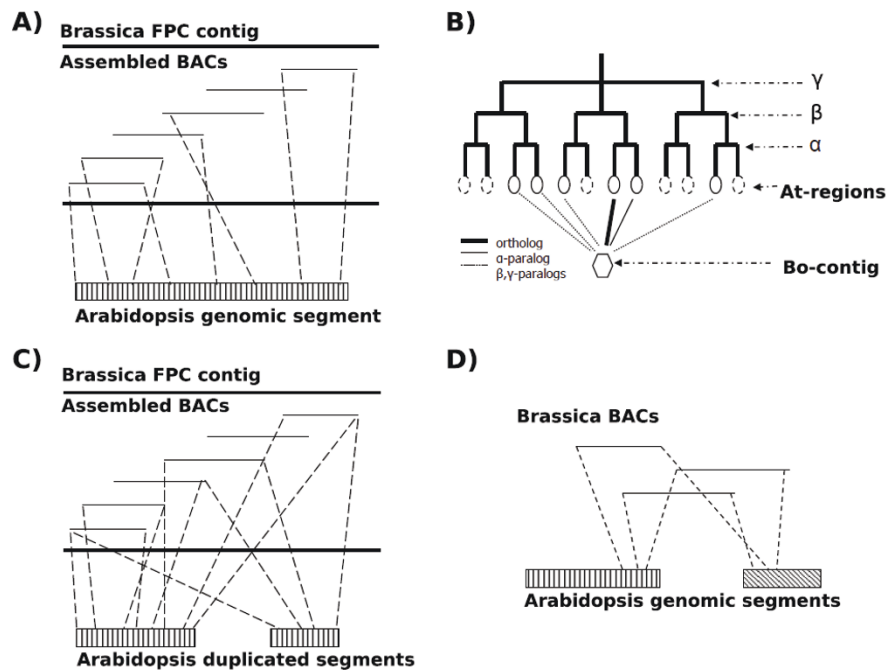 A)
Brassica FPC contig
Assembled BACs
Arabidopsis genomic segment
B)
γ
β
α
At-regions
ortholog
α-paralog
β,γ-paralogs
Bo-contig
C)
Brassica FPC contig
Assembled BACs
Arabidopsis duplicated segments
D)
Brassica BACs
Arabidopsis genomic segments